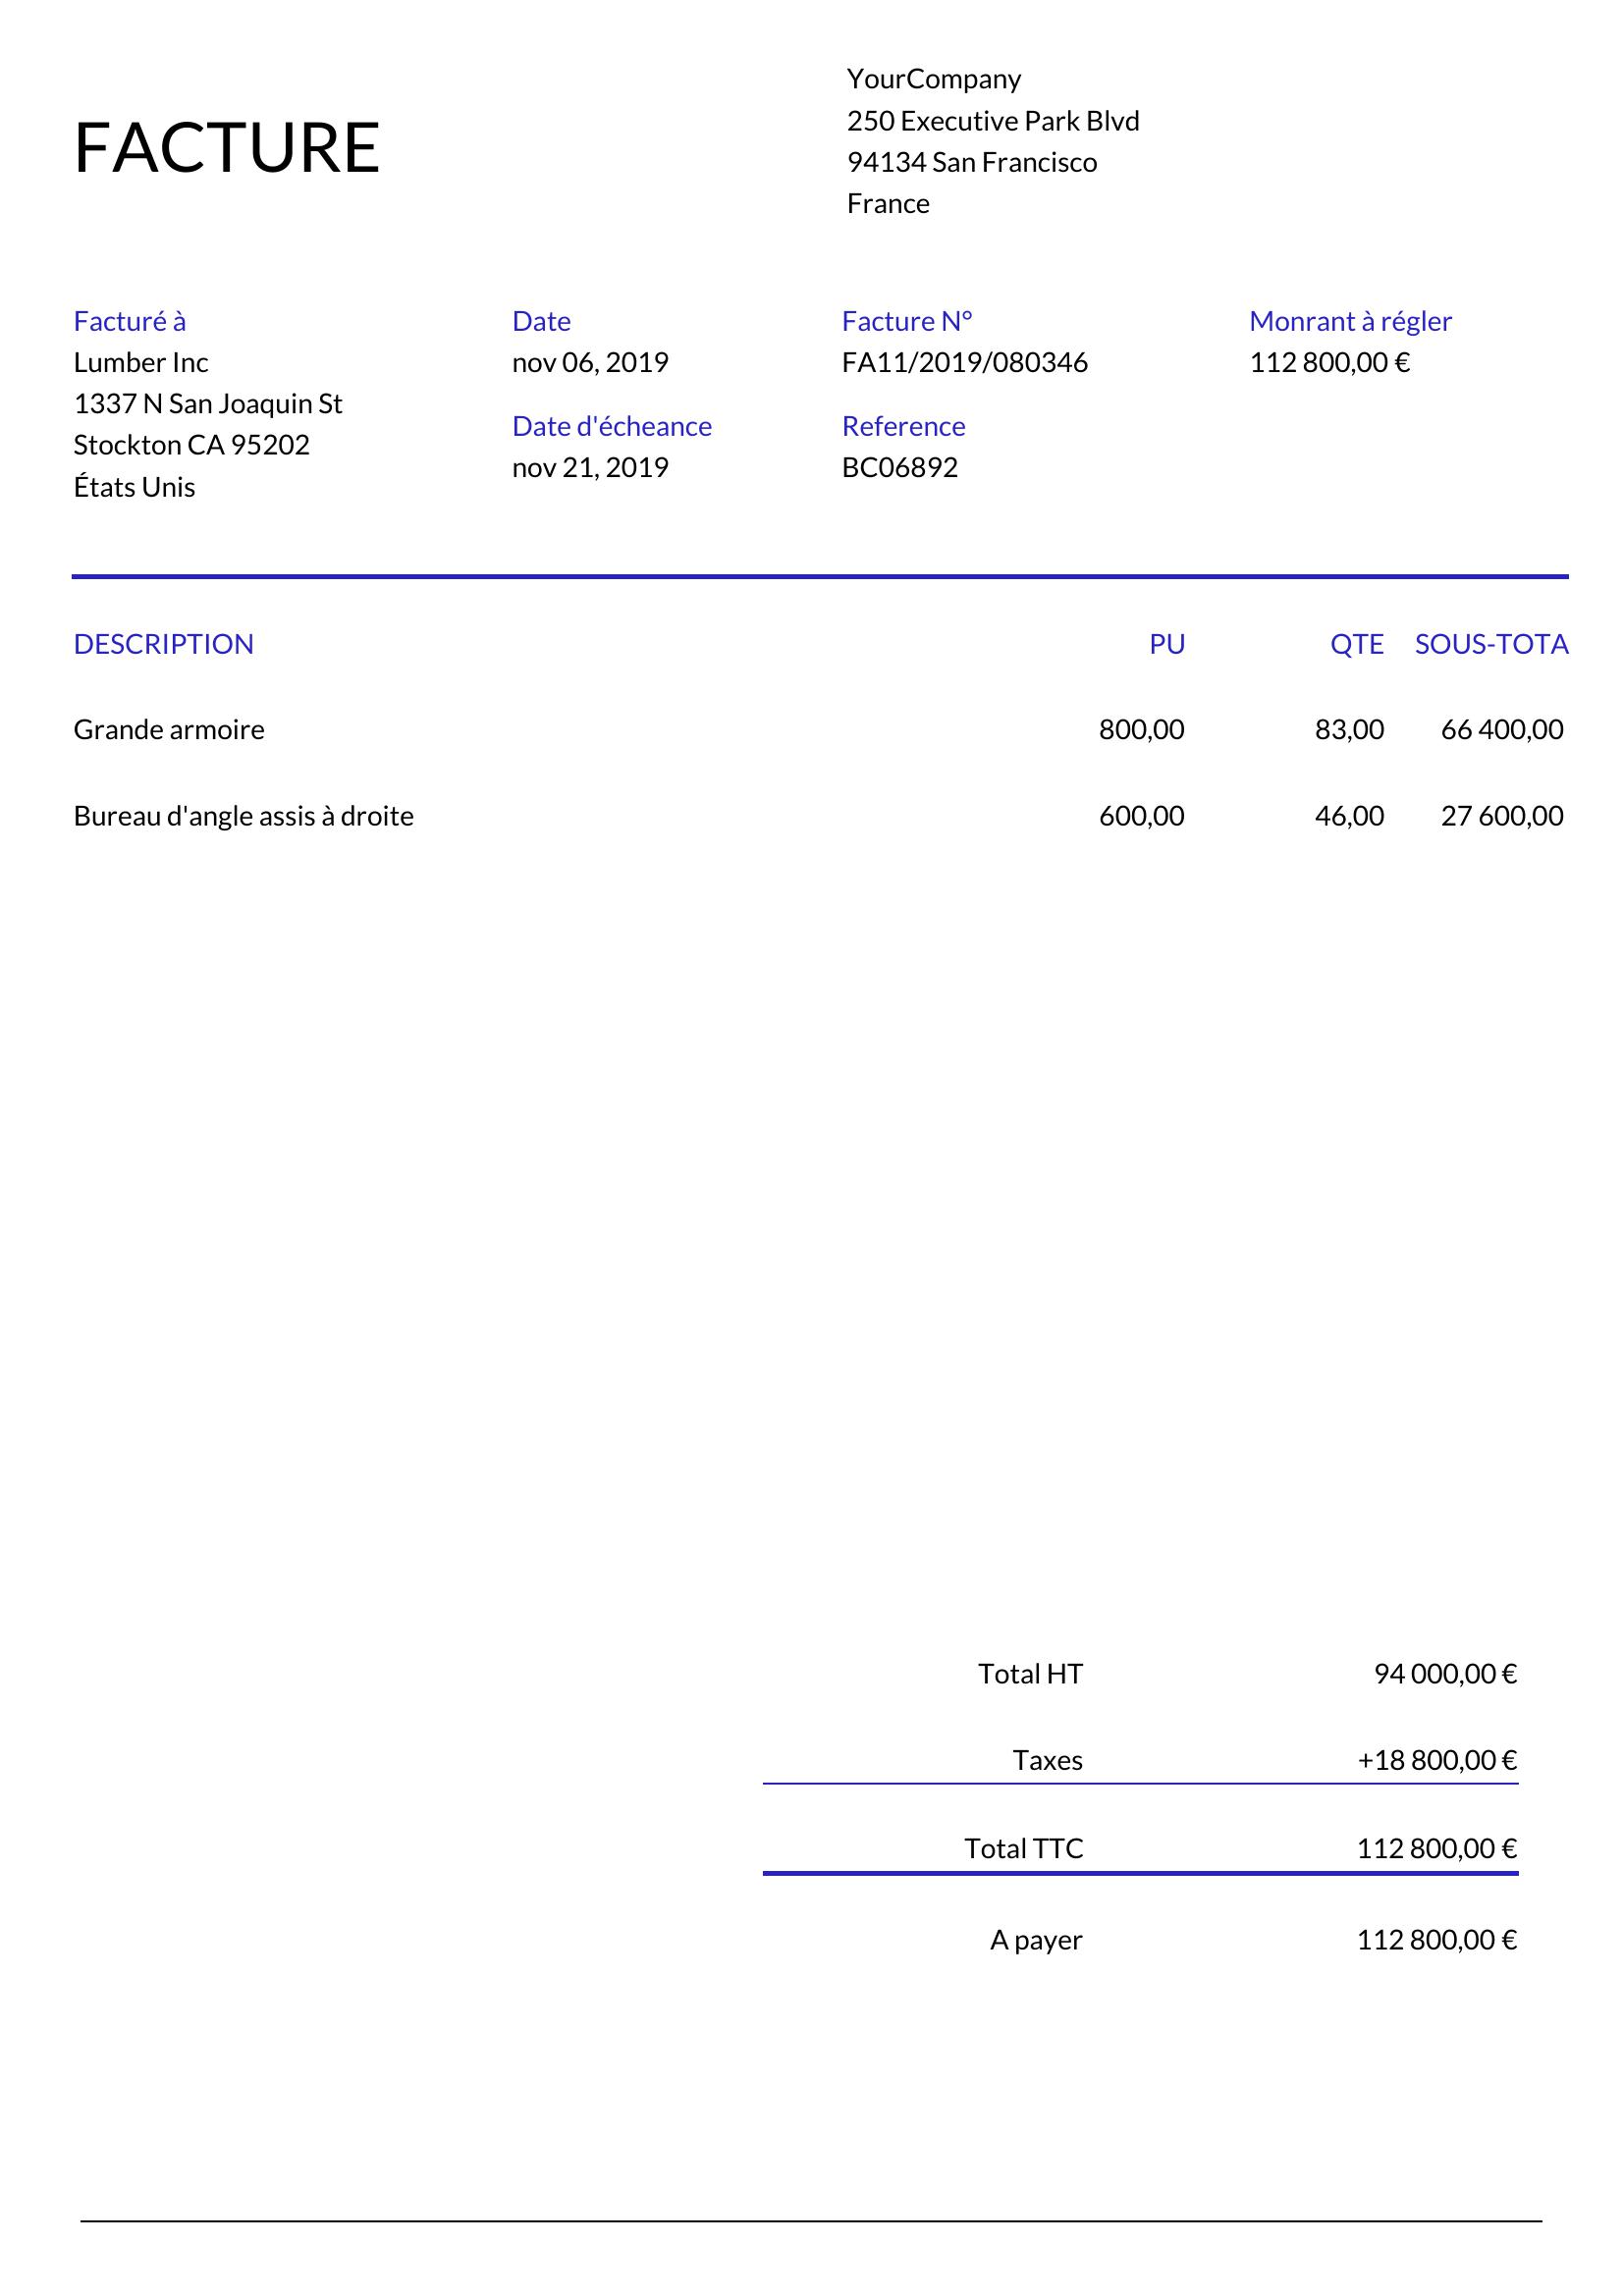 YourCompany
250 Executive Park Blvd
94134 San Francisco
France
FACTURE
Facturé à
Lumber Inc
1337 N San Joaquin St
Stockton CA 95202
États Unis
Date
nov 06, 2019
Date d'écheance
nov 21, 2019
Facture N°
FA11/2019/080346
Reference
BC06892
Monrant à régler
112 800,00 €
DESCRIPTION PU QTE SOUS-TOTA
Grande armoire 800,00 83,00 66 400,00
Bureau d'angle assis à droite 600,00 46,00 27 600,00
Total HT 94 000,00 €
Taxes +18 800,00 €
Total TTC 112 800,00 €
A payer 112 800,00 €